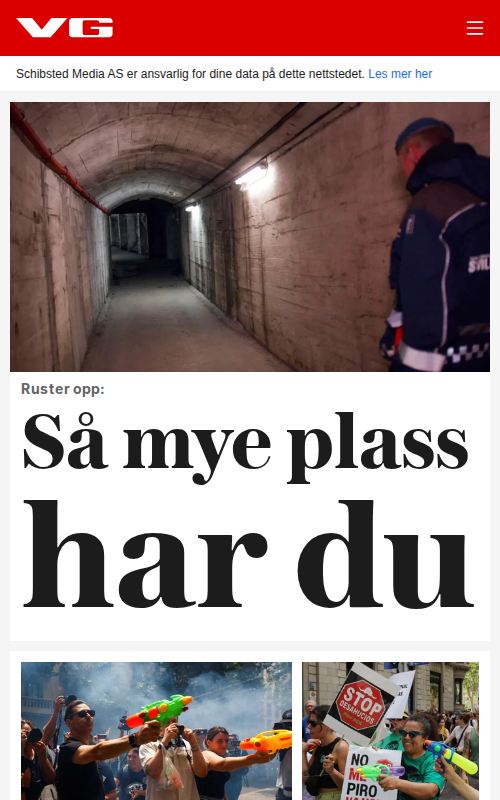 VG
Schibsted Media AS er ansvarlig for dine data på dette nettstedet. Les mer her
Ruster opp:
Så mye plass
har du
STOP
DESAHUCIOS
NO
ME
PIRO